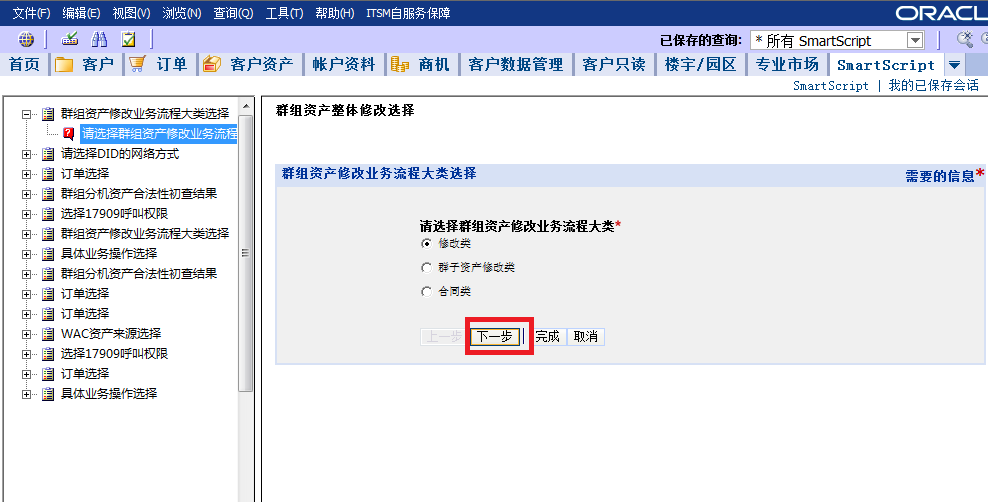 文件(F) 编辑(E) 视图(V) 浏览(N) 查询(Q) 工具(T) 帮助(H) ITSM自服务保障
ORACL
已保存的查询: * 所有 SmartScript
首页 客户 订单 客户资产 帐户资料 商机 客户数据管理 客户只读 楼宇/园区 专业市场 SmartScript
SmartScript | 我的已保存会话
群组资产修改业务流程大类选择
请选择群组资产修改业务流程
请选择DID的网络方式
订单选择
群组分机资产合法性初查结果
选择17909呼叫权限
群组资产修改业务流程大类选择
具体业务操作选择
群组分机资产合法性初查结果
订单选择
订单选择
WAC资产来源选择
选择17909呼叫权限
订单选择
具体业务操作选择
群组资产整体修改选择
群组资产修改业务流程大类选择
需要的信息*
请选择群组资产修改业务流程大类*
修改类
群子资产修改类
合同类
上一步 下一步 完成 取消